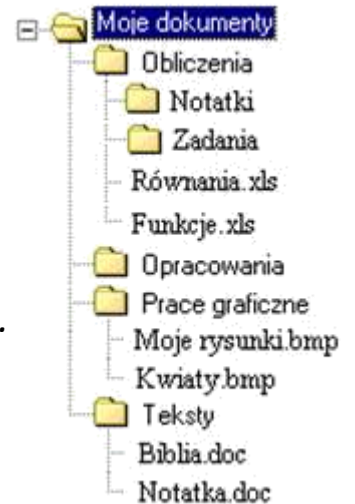 Moje dokumenty
Obliczenia
Notatki
Zadania
Równania.xls
Funkcje.xls
Opracowania
Prace graficzne
Moje rysunki.bmp
Kwiaty.bmp
Teksty
Biblia.doc
Notatka.doc